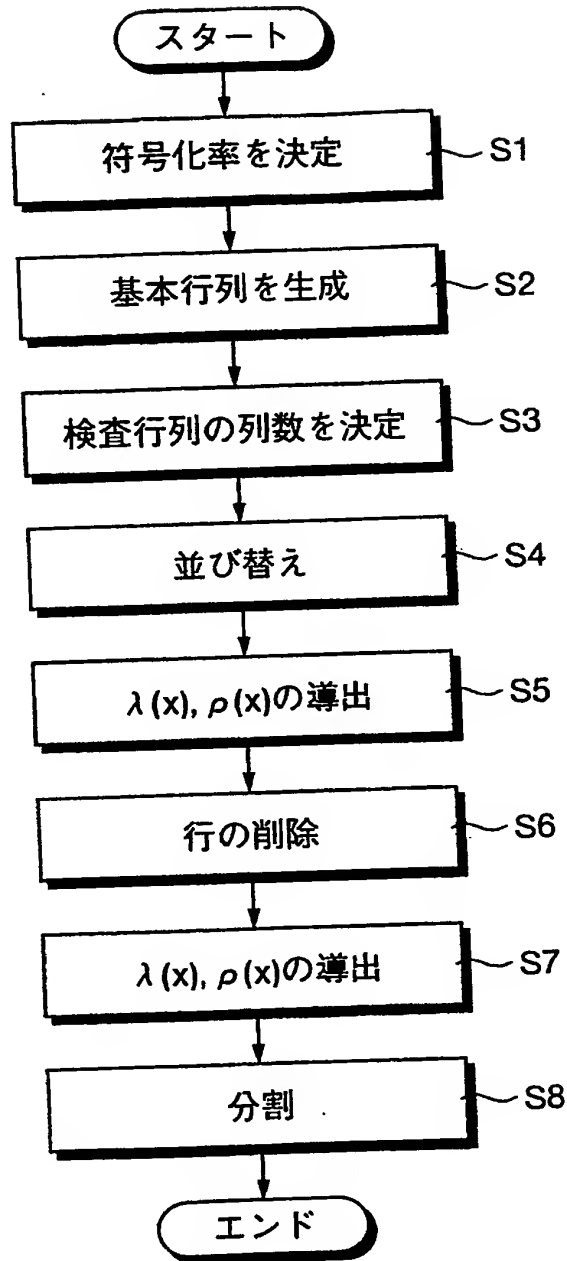 スタート
符号化率を決定 S1
基本行列を生成 S2
検査行列の列数を決定 S3
並び替え S4
λ(x), ρ(x)の導出 S5
行の削除 S6
λ(x), ρ(x)の導出 S7
分割 S8
エンド